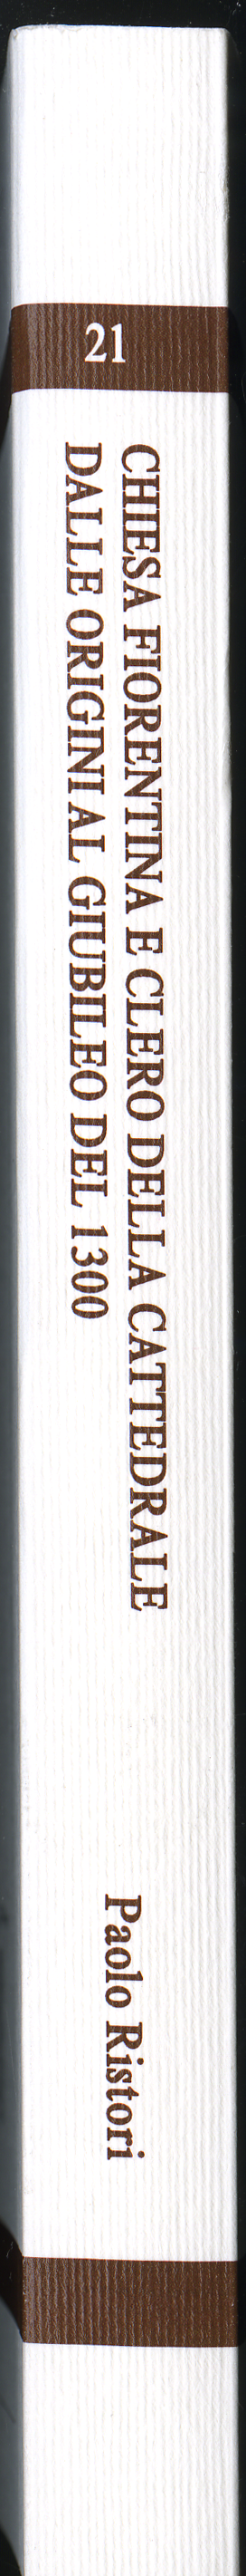 21
CHIESA FIORENTINA E CLERO DELLA CATTEDRALE
DALLE ORIGINI AL GIUBILEO DEL 1300
Paolo Ristori